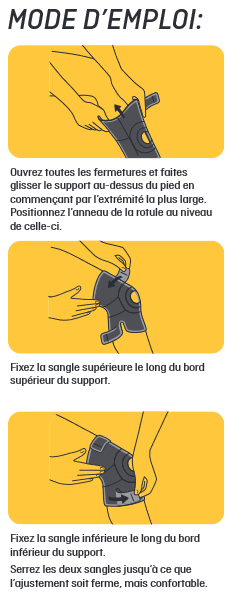 MODE D'EMPLOI:
Ouvrez toutes les fermetures et faites
glisser le support au-dessus du pied en
commençant par l'extrémité la plus large.
Positionnez l'anneau de la rotule au niveau
de celle-ci.
Fixez la sangle supérieure le long du bord
supérieur du support.
Fixez la sangle inférieure le long du bord
inférieur du support.
Serrez les deux sangles jusqu'à ce que
l'ajustement soit ferme, mais confortable.